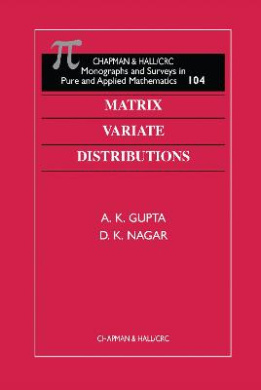 π
CHAPMAN & HALL/CRC
Monographs and Surveys in
Pure and Applied Mathematics 104
MATRIX
VARIATE
DISTRIBUTIONS
A. K. GUPTA
D. K. NAGAR
CHAPMAN & HALL/CRC